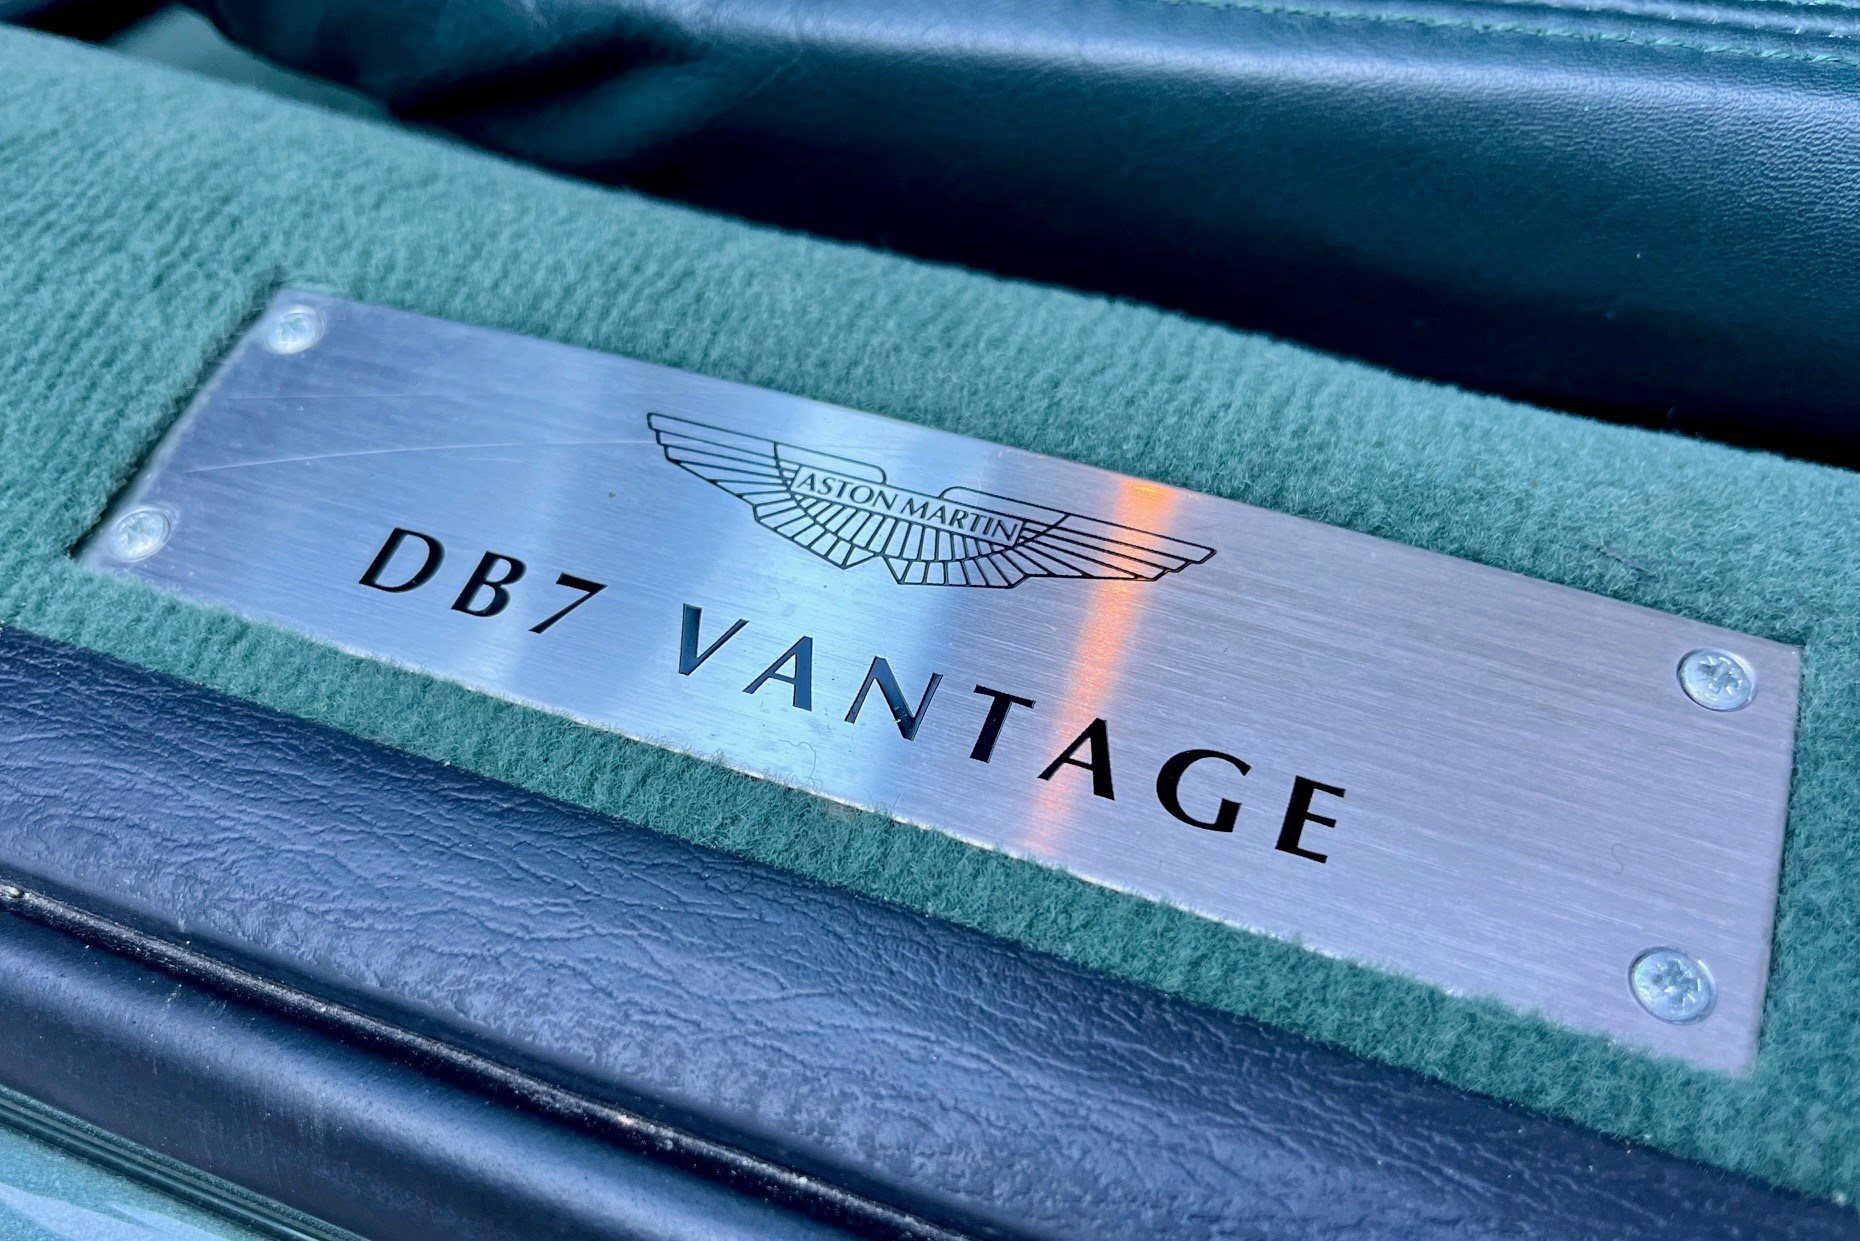 ASTON MARTIN
DB7 VANTAGE